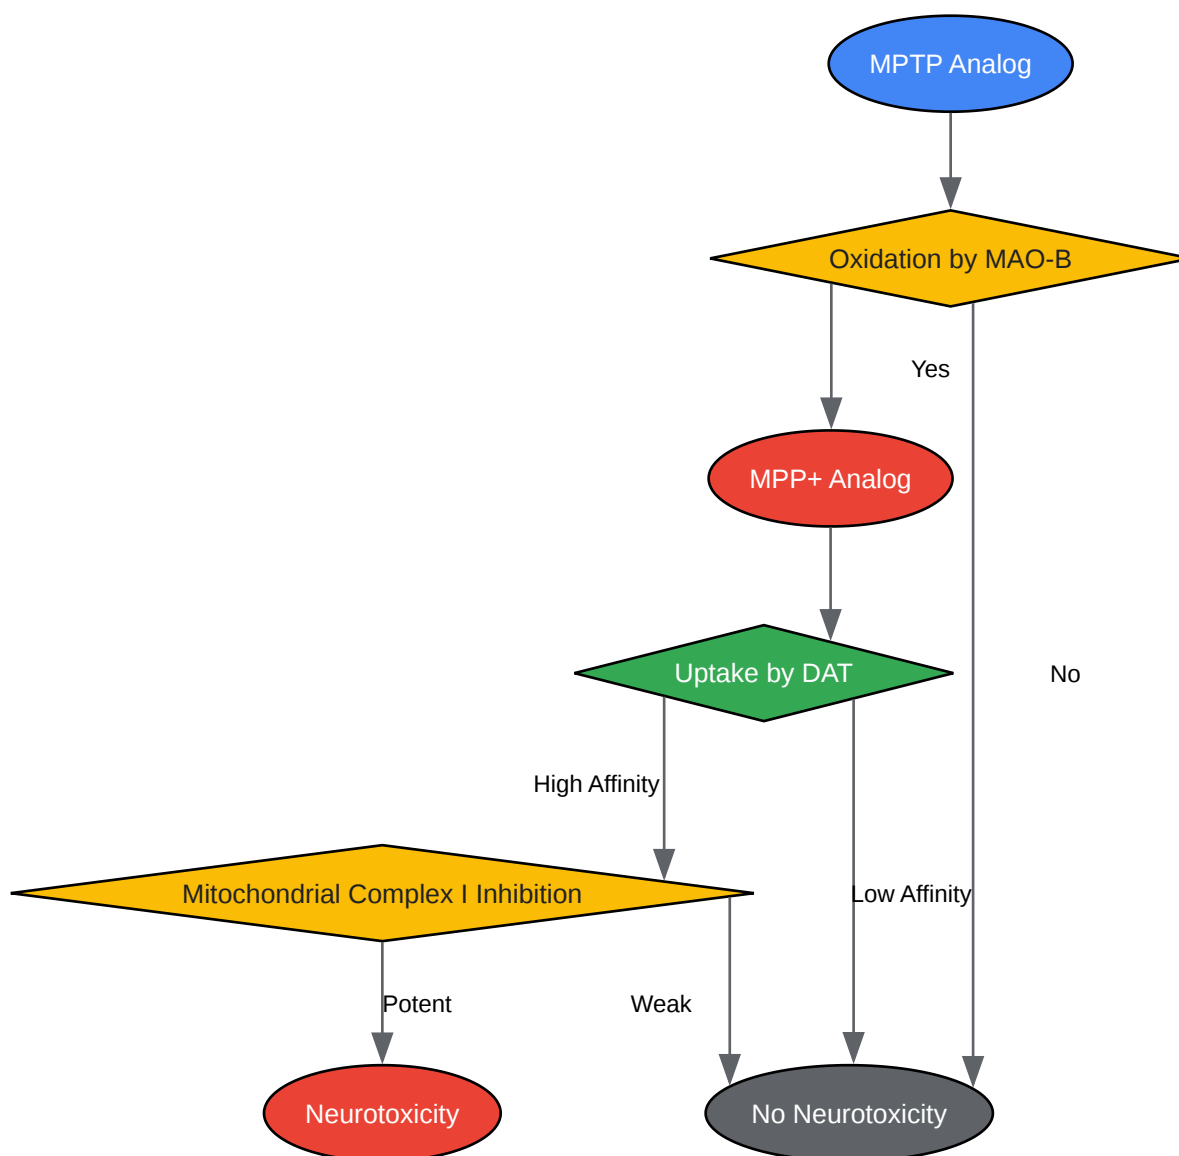 MPTP Analog
Oxidation by MAO-B
Yes
MPP+ Analog
Uptake by DAT
No
High Affinity
Mitochondrial Complex I Inhibition
Low Affinity
Potent
Weak
Neurotoxicity
No Neurotoxicity